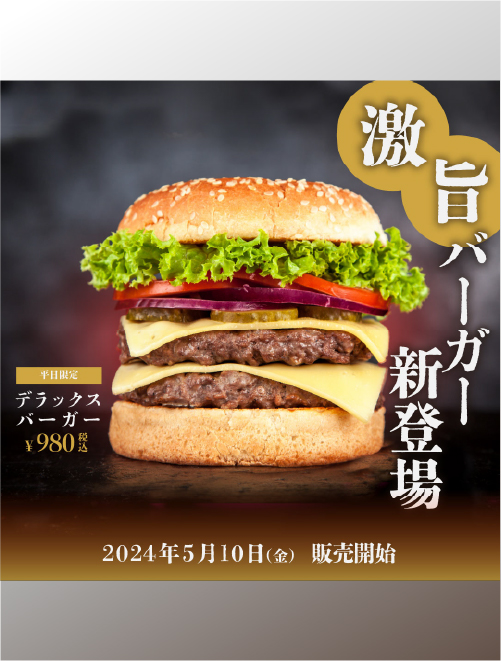 激旨バーガー
新登場
平日限定
デラックス
バーガー
¥980税込
2024年5月10日(金) 販売開始